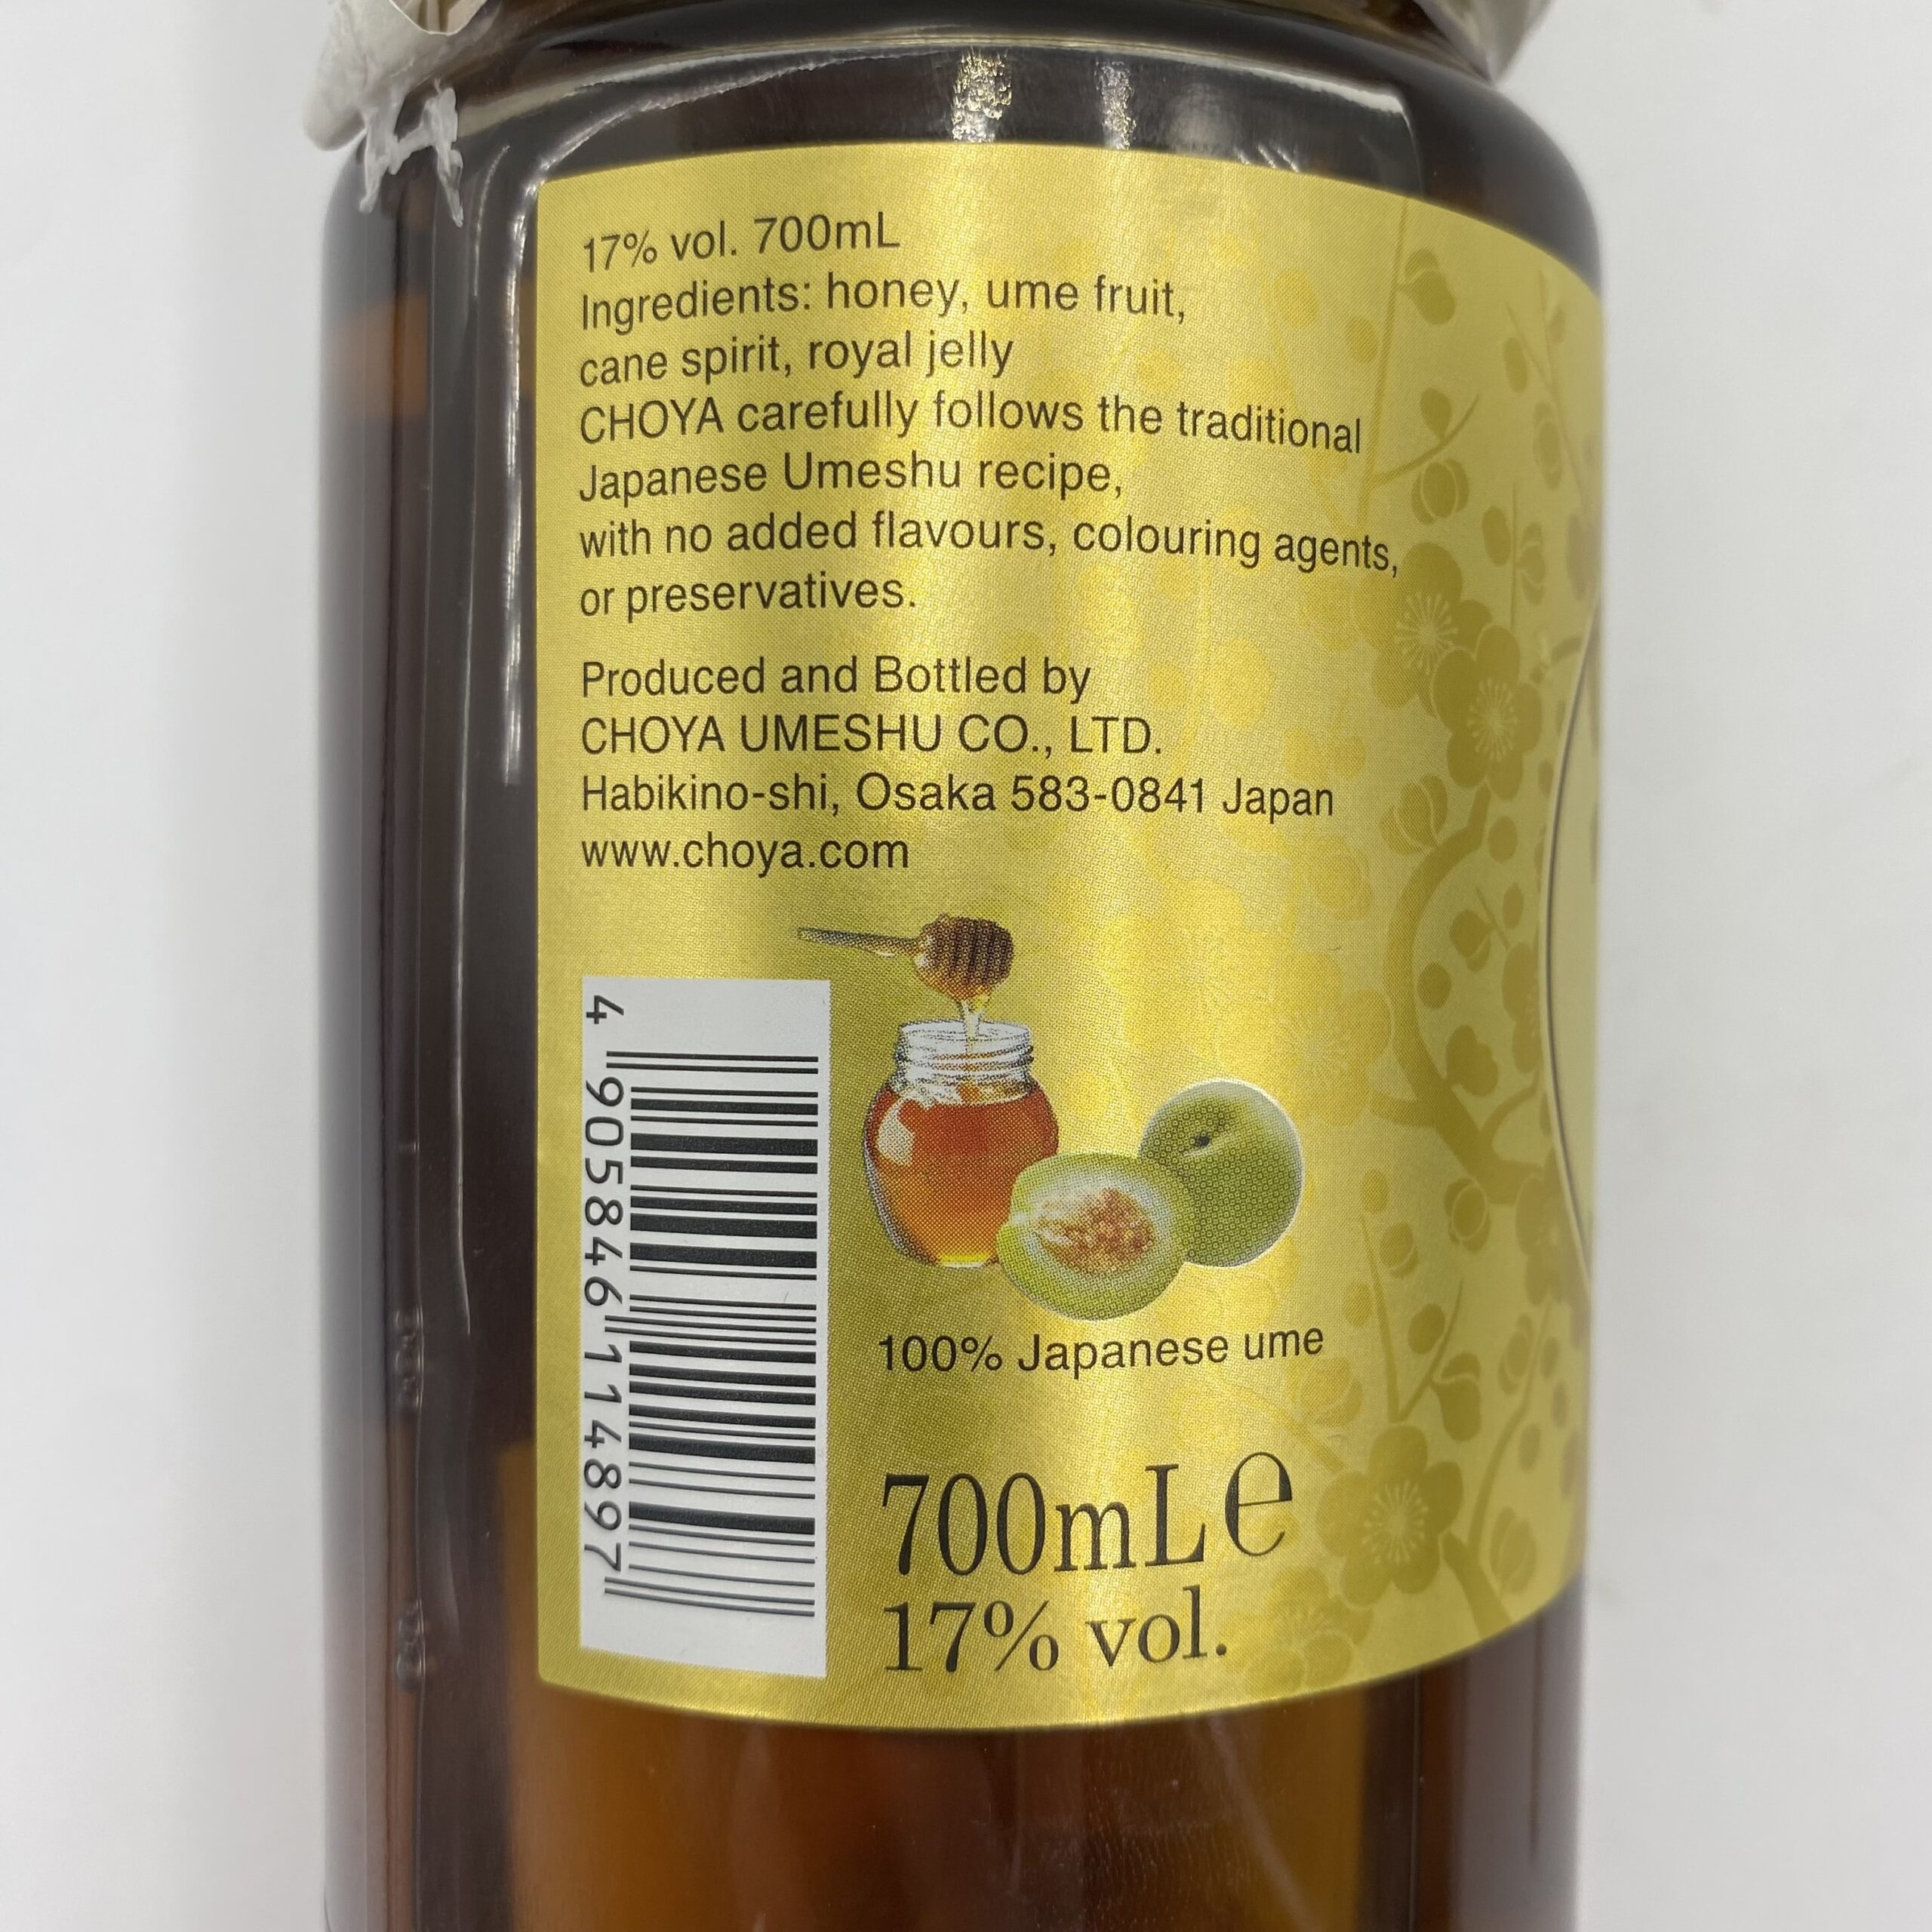 17% vol. 700mL
Ingredients: honey, ume fruit,
cane spirit, royal jelly
CHOYA carefully follows the traditional
Japanese Umeshu recipe,
with no added flavours, colouring agents,
or preservatives.
Produced and Bottled by
CHOYA UMESHU CO., LTD.
Habikino-shi, Osaka 583-0841 Japan
www.choya.com
4 905846 114897
100% Japanese ume
700mL e
17% vol.